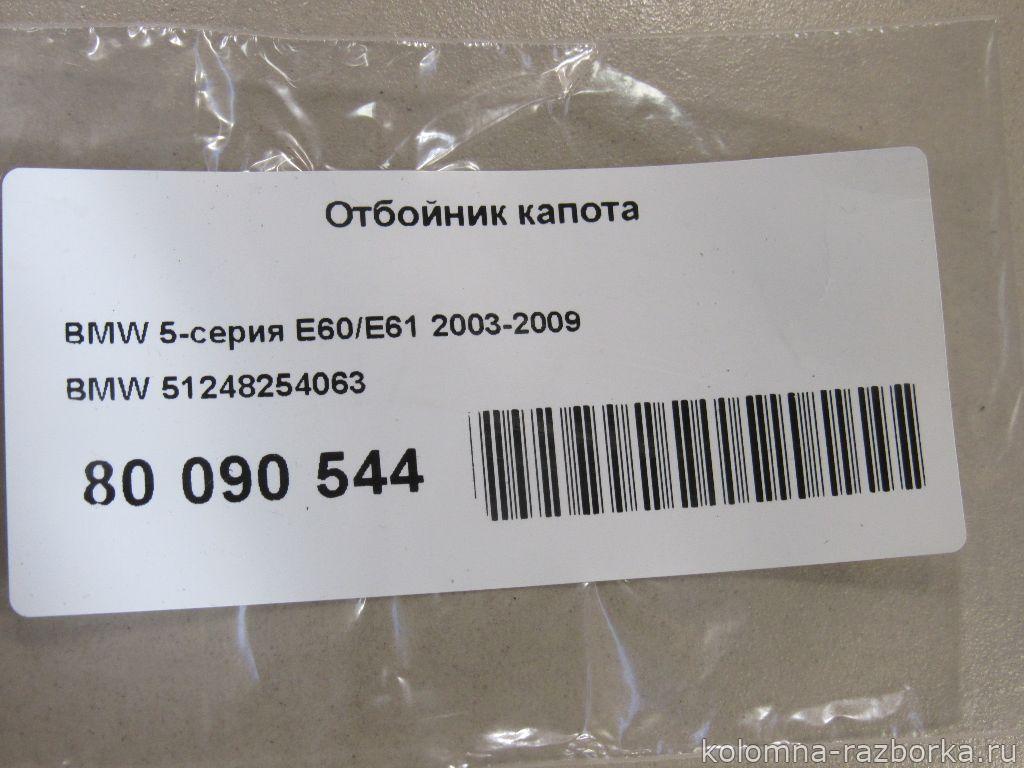 Отбойник капота
BMW 5-серия E60/E61 2003-2009
BMW 51248254063
80 090 544
kolomna-razborka.ru